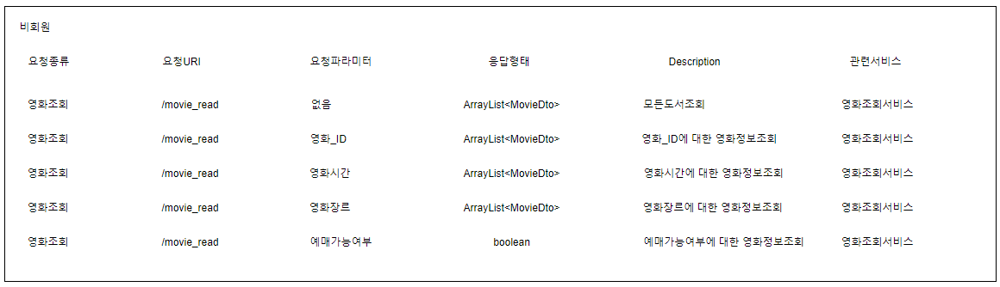 비회원
요청종류 요청URI 요청파라미터 응답형태 Description 관련서비스
영화조회 /movie_read 없음 ArrayList<MovieDto> 모든도서조회 영화조회서비스
영화조회 /movie_read 영화_ID ArrayList<MovieDto> 영화_ID에 대한 영화정보조회 영화조회서비스
영화조회 /movie_read 영화시간 ArrayList<MovieDto> 영화시간에 대한 영화정보조회 영화조회서비스
영화조회 /movie_read 영화장르 ArrayList<MovieDto> 영화장르에 대한 영화정보조회 영화조회서비스
영화조회 /movie_read 예매가능여부 boolean 예매가능여부에 대한 영화정보조회 영화조회서비스